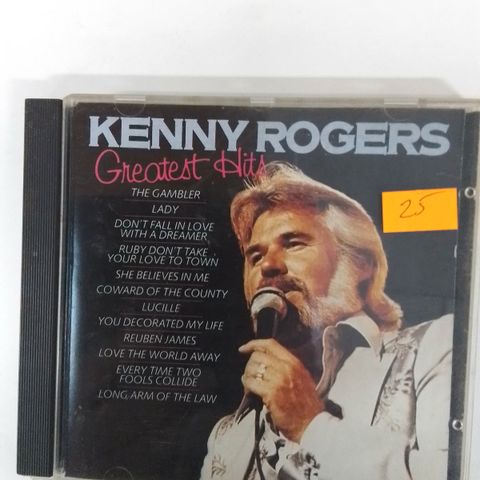 KENNY ROGERS
Greatest Hits
THE GAMBLER
LADY
DON'T FALL IN LOVE
WITH A DREAMER
RUBY DON'T TAKE
YOUR LOVE TO TOWN
SHE BELIEVES IN ME
COWARD OF THE COUNTY
LUCILLE
YOU DECORATED MY LIFE
REUBEN JAMES
LOVE THE WORLD AWAY
EVERY TIME TWO
FOOLS COLLIDE
LONG ARM OF THE LAW
25